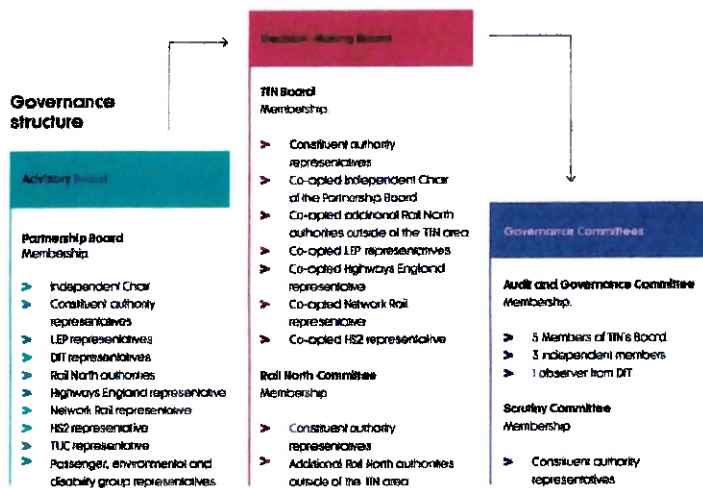 Governance
structure
Advisory Board
Partnership Board
Membership
Independent Chair
Constituent authority
representatives
LEP representatives
DfT representatives
Rail North authorities
Highways England representative
Network Rail representative
HS2 representative
TUC representative
Passenger, environmental and
disability group representatives
Decision-Making Board
TfN Board
Membership
Constituent authority
representatives
Co-opted Independent Chair
of the Partnership Board
Co-opted additional Rail North
authorities outside of the TfN area
Co-opted LEP representatives
Co-opted Highways England
representative
Co-opted Network Rail
representative
Co-opted HS2 representative
Rail North Committee
Membership
Constituent authority
representatives
Additional Rail North authorities
outside of the TfN area
Governance Committees
Audit and Governance Committee
Membership
5 Members of TfN's Board
3 independent members
1 observer from DfT
Scrutiny Committee
Membership
Constituent authority
representatives